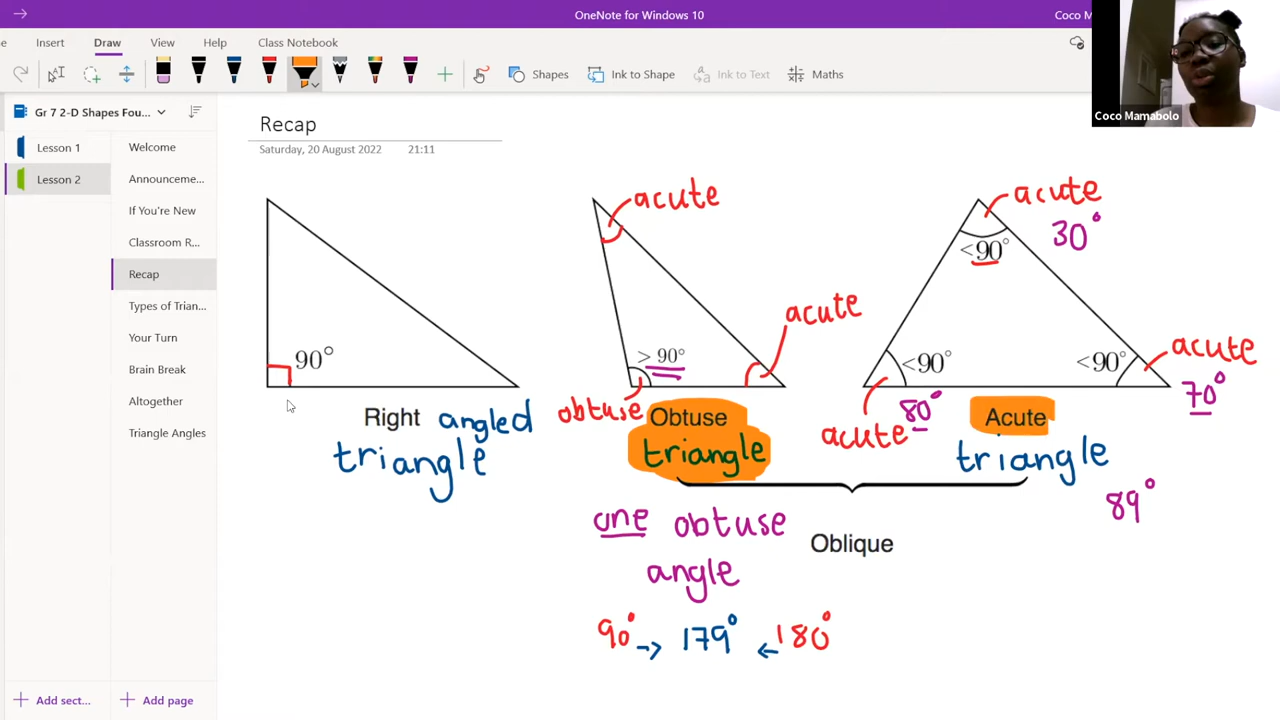 OneNote for Windows 10
Coco M
Insert Draw View Help Class Notebook
Shapes Ink to Shape Ink to Text Maths
Coco Mamabolo
Gr 7 2-D Shapes Fou...
Lesson 1
Lesson 2
Welcome
Announceme...
If You're New
Classroom R...
Recap
Types of Trian...
Your Turn
Brain Break
Altogether
Triangle Angles
Add sect...
Add page
Recap
Saturday, 20 August 2022 21:11
90°
Right angled
triangle
acute
acute
> 90°
obtuse
Obtuse
triangle
acute
30°
<90°
<90°
<90°
acute
70°
80°
acute
Acute
triangle
89°
one obtuse
angle
Oblique
90° → 179° ← 180°